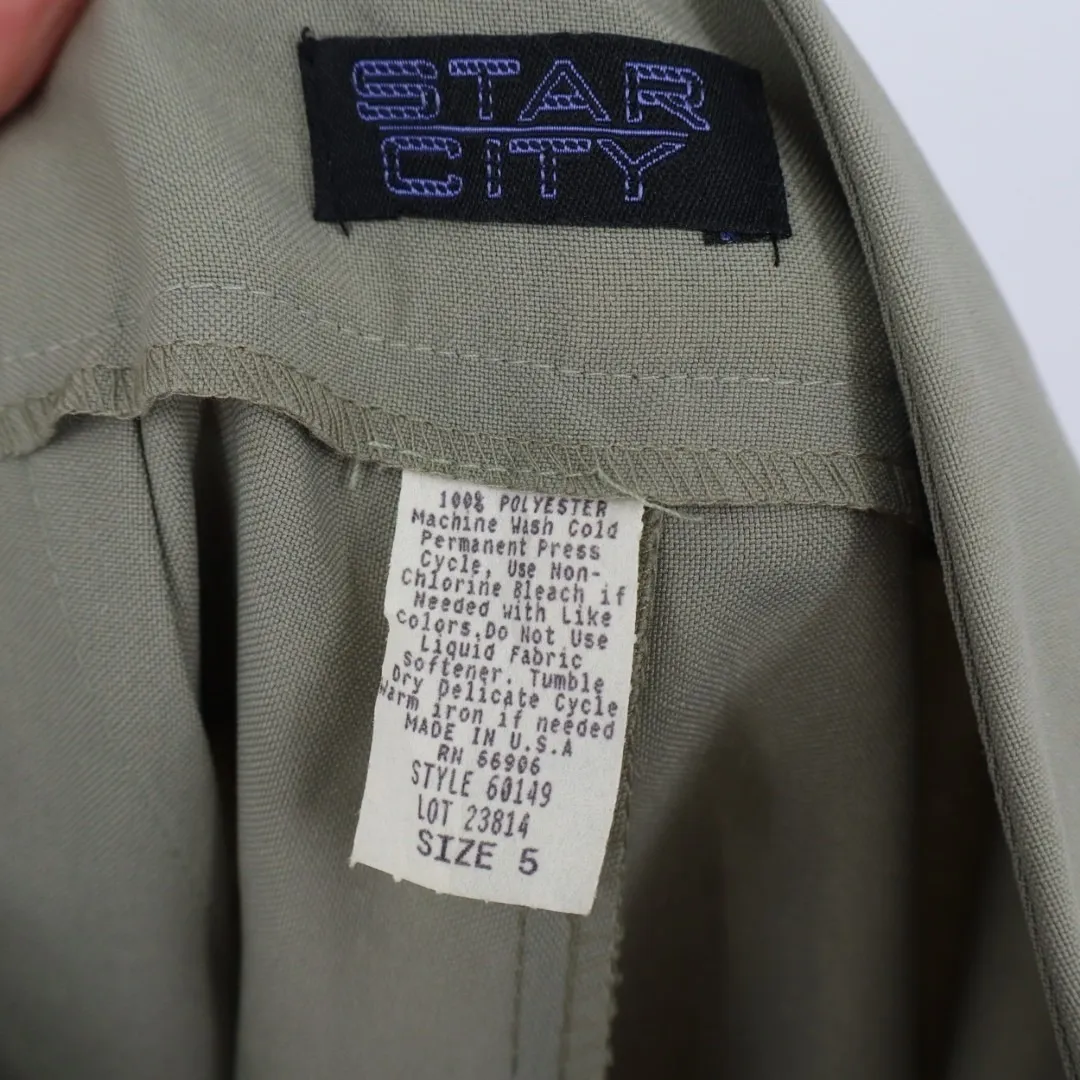 STAR
CITY
100% POLYESTER
Machine Wash Cold
Permanent Press
Cycle, Use Non-
Chlorine Bleach if
Needed with Like
colors.Do Not Use
Liquid Fabric
Softener. Tumble
Dry Delicate Cycle
Warm iron if needed
MADE IN U.S.A
RN 66906
STYLE 60149
LOT 23814
SIZE 5